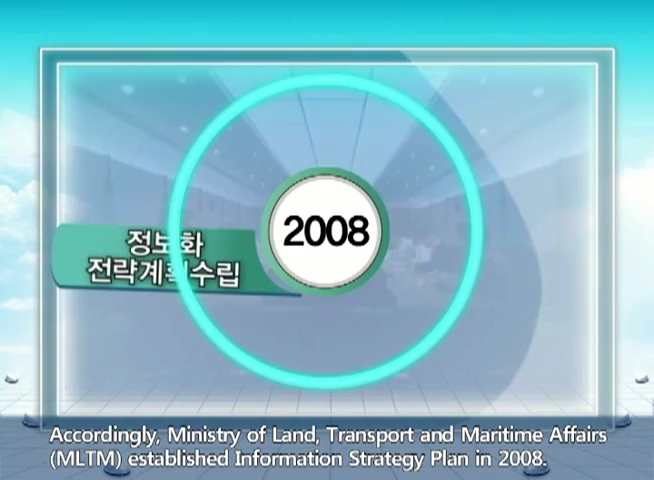 2008
정보화
전략계획수립
Accordingly, Ministry of Land, Transport and Maritime Affairs
(MLTM) established Information Strategy Plan in 2008.